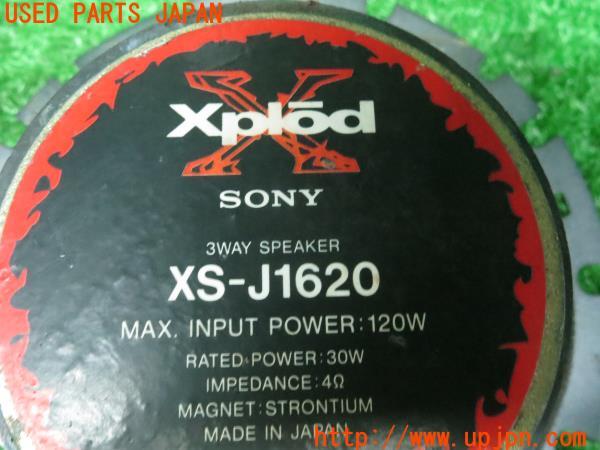 USED PARTS JAPAN
Xplōd
SONY
3WAY SPEAKER
XS-J1620
MAX. INPUT POWER:120W
RATED POWER:30W
IMPEDANCE:4Ω
MAGNET:STRONTIUM
MADE IN JAPAN
http://www.upjpn.com/